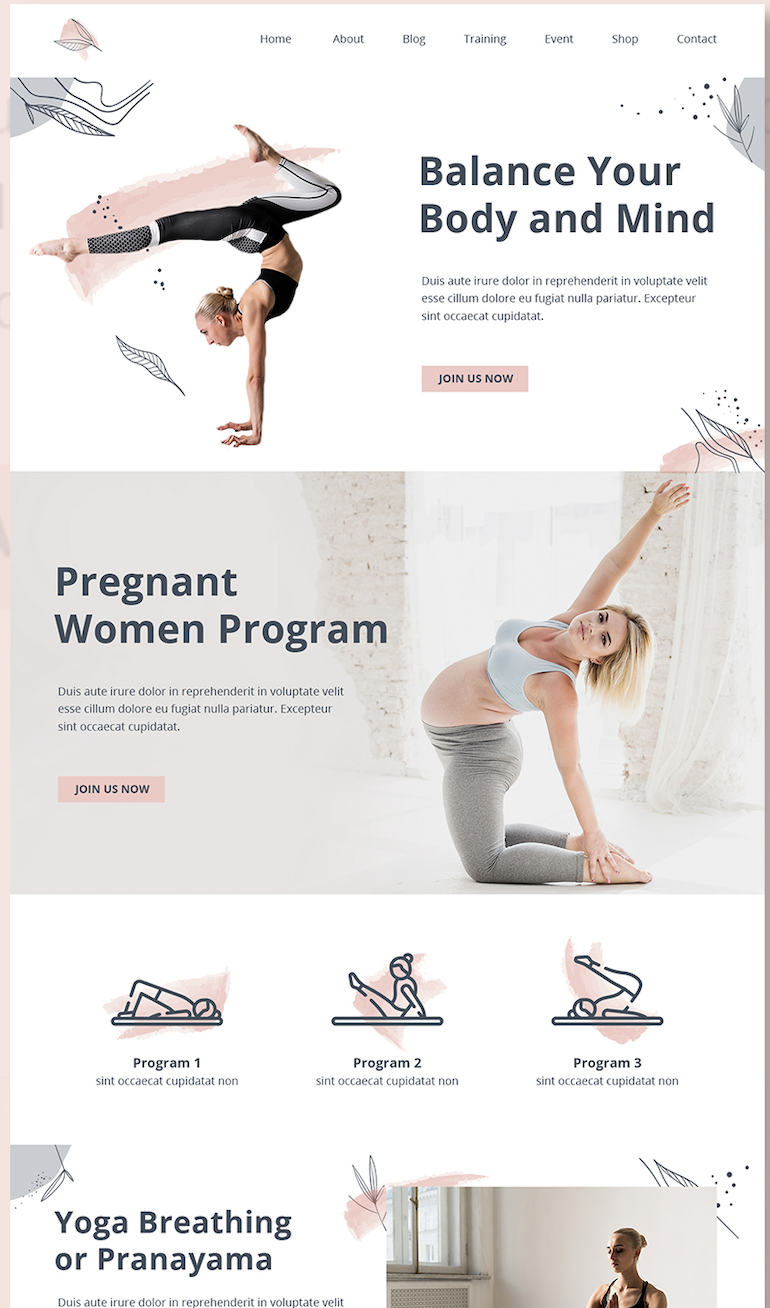 Home About Blog Training Event Shop Contact
Balance Your
Body and Mind
Duis aute irure dolor in reprehenderit in voluptate velit
esse cillum dolore eu fugiat nulla pariatur. Excepteur
sint occaecat cupidatat.
JOIN US NOW
Pregnant
Women Program
Duis aute irure dolor in reprehenderit in voluptate velit
esse cillum dolore eu fugiat nulla pariatur. Excepteur
sint occaecat cupidatat.
JOIN US NOW
Program 1
sint occaecat cupidatat non
Program 2
sint occaecat cupidatat non
Program 3
sint occaecat cupidatat non
Yoga Breathing
or Pranayama
Duis aute irure dolor in reprehenderit in voluptate velit